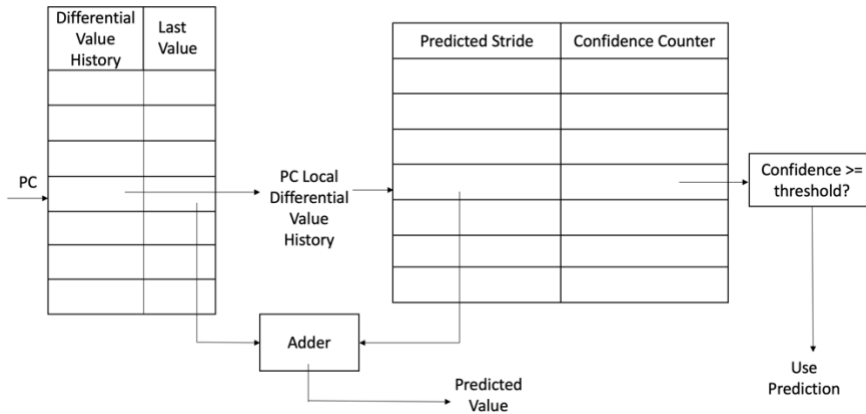 Differential
Value
History
Last
Value
Predicted Stride
Confidence Counter
PC
PC Local
Differential
Value
History
Confidence >=
threshold?
Adder
Predicted
Value
Use
Prediction